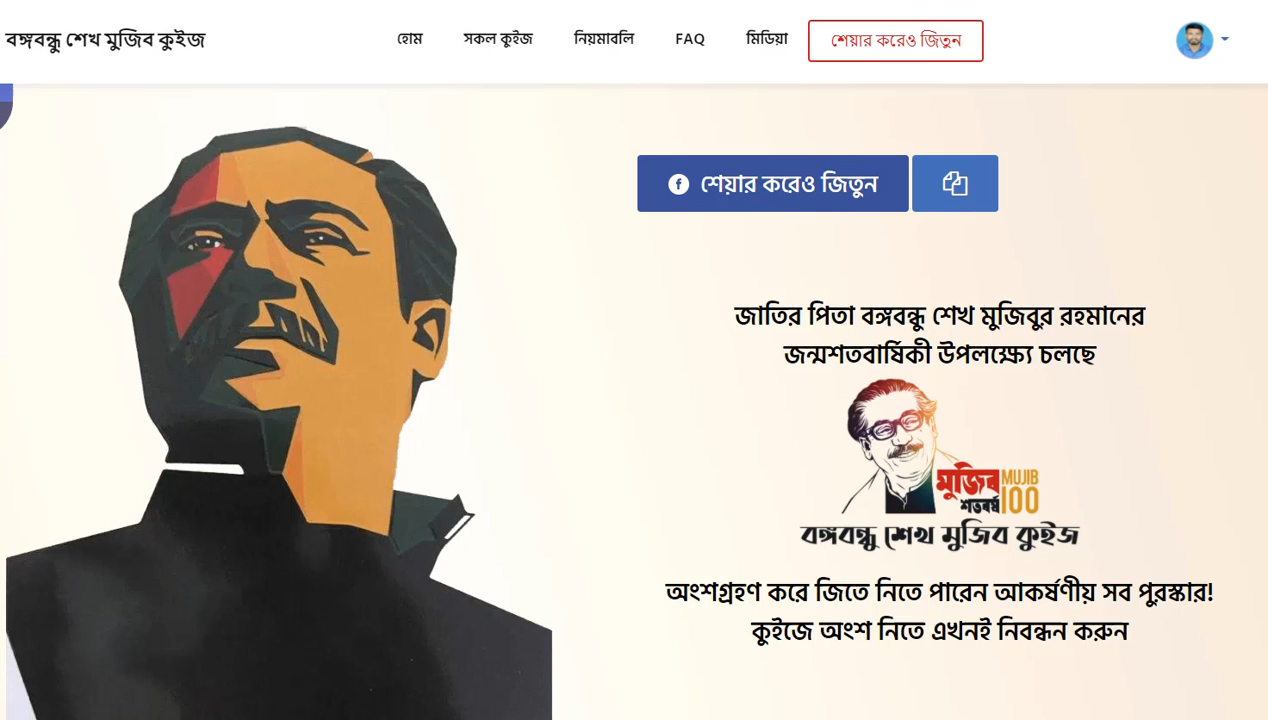 বঙ্গবন্ধু শেখ মুজিব কুইজ
হোম সকল কুইজ নিয়মাবলি FAQ মিডিয়া শেয়ার করেও জিতুন
শেয়ার করেও জিতুন
জাতির পিতা বঙ্গবন্ধু শেখ মুজিবুর রহমানের
জন্মশতবার্ষিকী উপলক্ষ্যে চলছে
মুজিব MUJIB
শতবর্ষ 100
বঙ্গবন্ধু শেখ মুজিব কুইজ
অংশগ্রহণ করে জিতে নিতে পারেন আকর্ষণীয় সব পুরস্কার!
কুইজে অংশ নিতে এখনই নিবন্ধন করুন